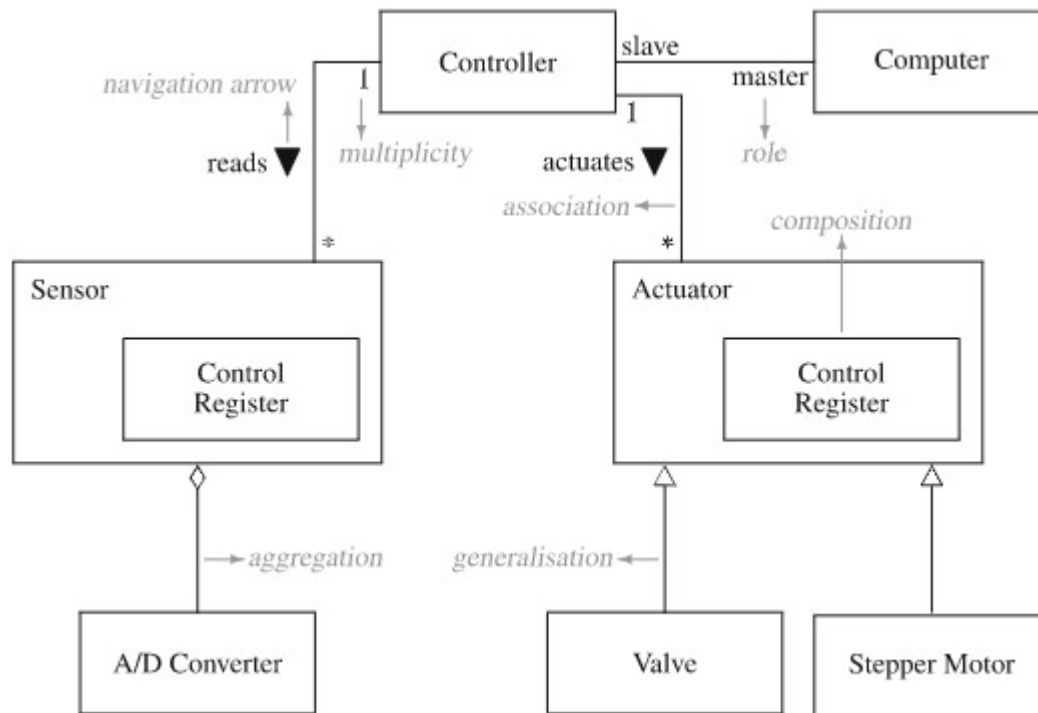 Controller
slave
master
Computer
navigation arrow
1
multiplicity
1
role
reads
actuates
association
composition
*
*
Sensor
Control
Register
Actuator
Control
Register
aggregation
generalisation
A/D Converter
Valve
Stepper Motor